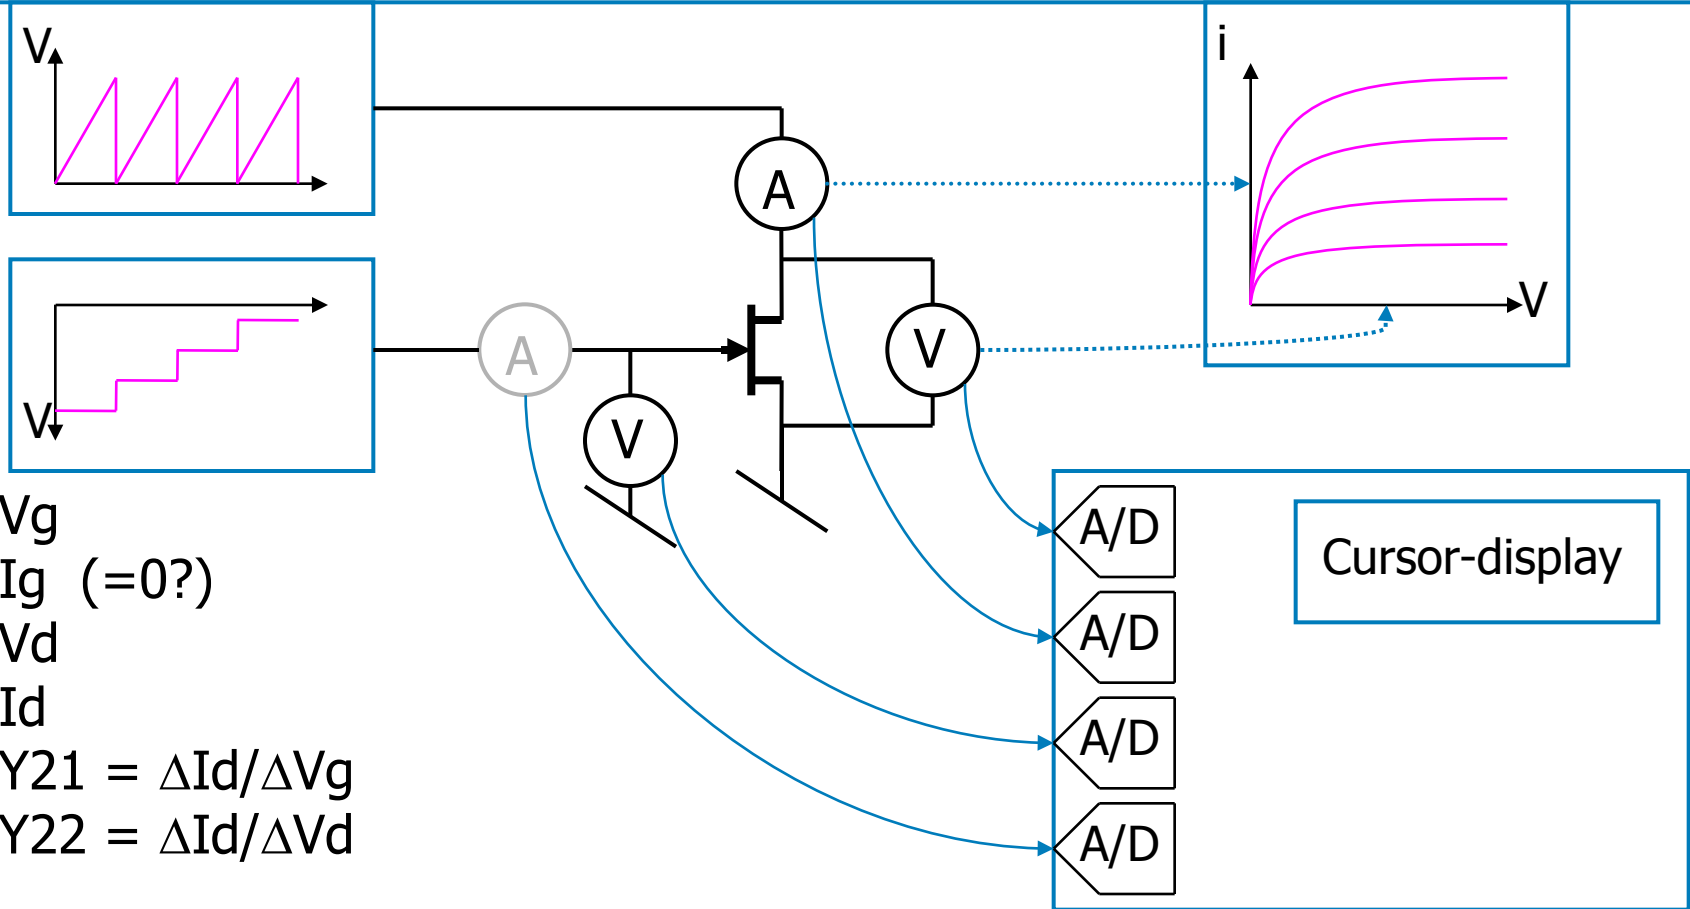 V
i
A
V
A
V
V
V
Vg
Ig (=0?)
Vd
Id
Y21 = ΔId/ΔVg
Y22 = ΔId/ΔVd
A/D
A/D
A/D
A/D
Cursor-display